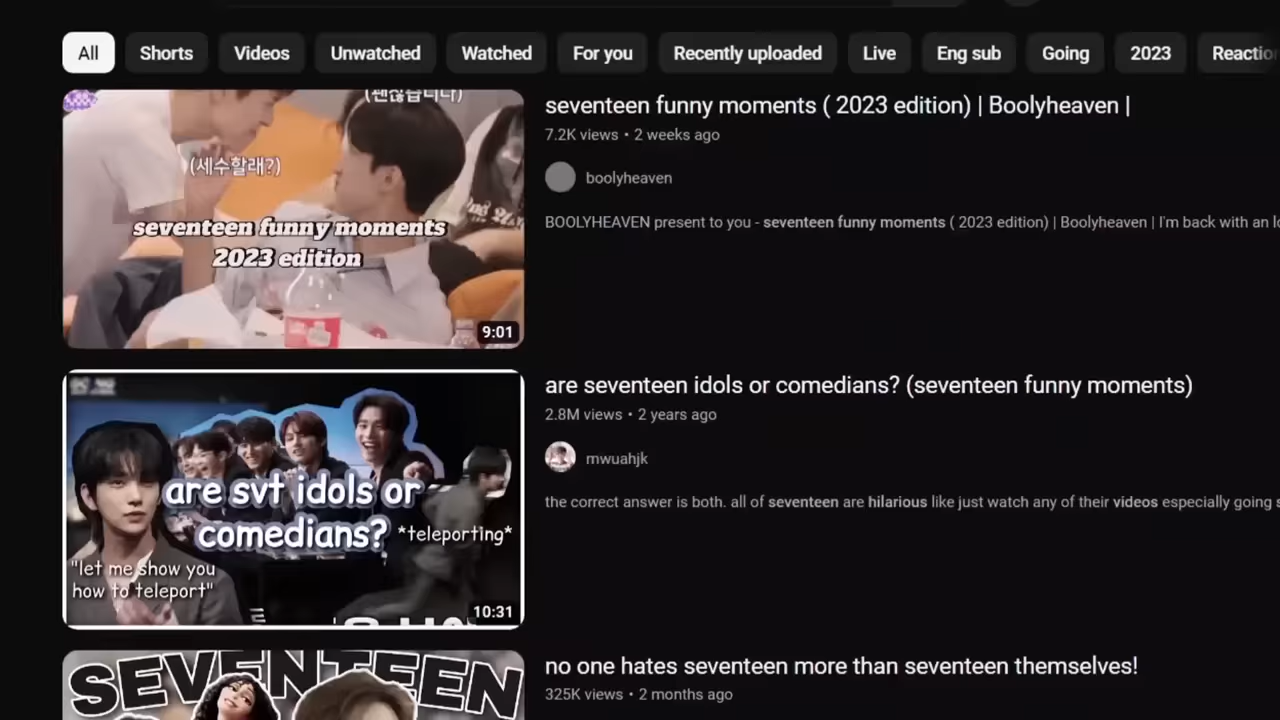 All
Shorts
Videos
Unwatched
Watched
For you
Recently uploaded
Live
Eng sub
Going
2023
Reactio
(괜찮습니다)
(세수할래?)
seventeen funny moments
2023 edition
9:01
seventeen funny moments ( 2023 edition) | Boolyheaven |
7.2K views • 2 weeks ago
boolyheaven
BOOLYHEAVEN present to you - seventeen funny moments ( 2023 edition) | Boolyheaven | I'm back with an lo
are svt idols or
comedians? *teleporting*
"let me show you
how to teleport"
10:31
are seventeen idols or comedians? (seventeen funny moments)
2.8M views • 2 years ago
mwuahjk
the correct answer is both. all of seventeen are hilarious like just watch any of their videos especially going s
SEVENTEEN
no one hates seventeen more than seventeen themselves!
325K views • 2 months ago